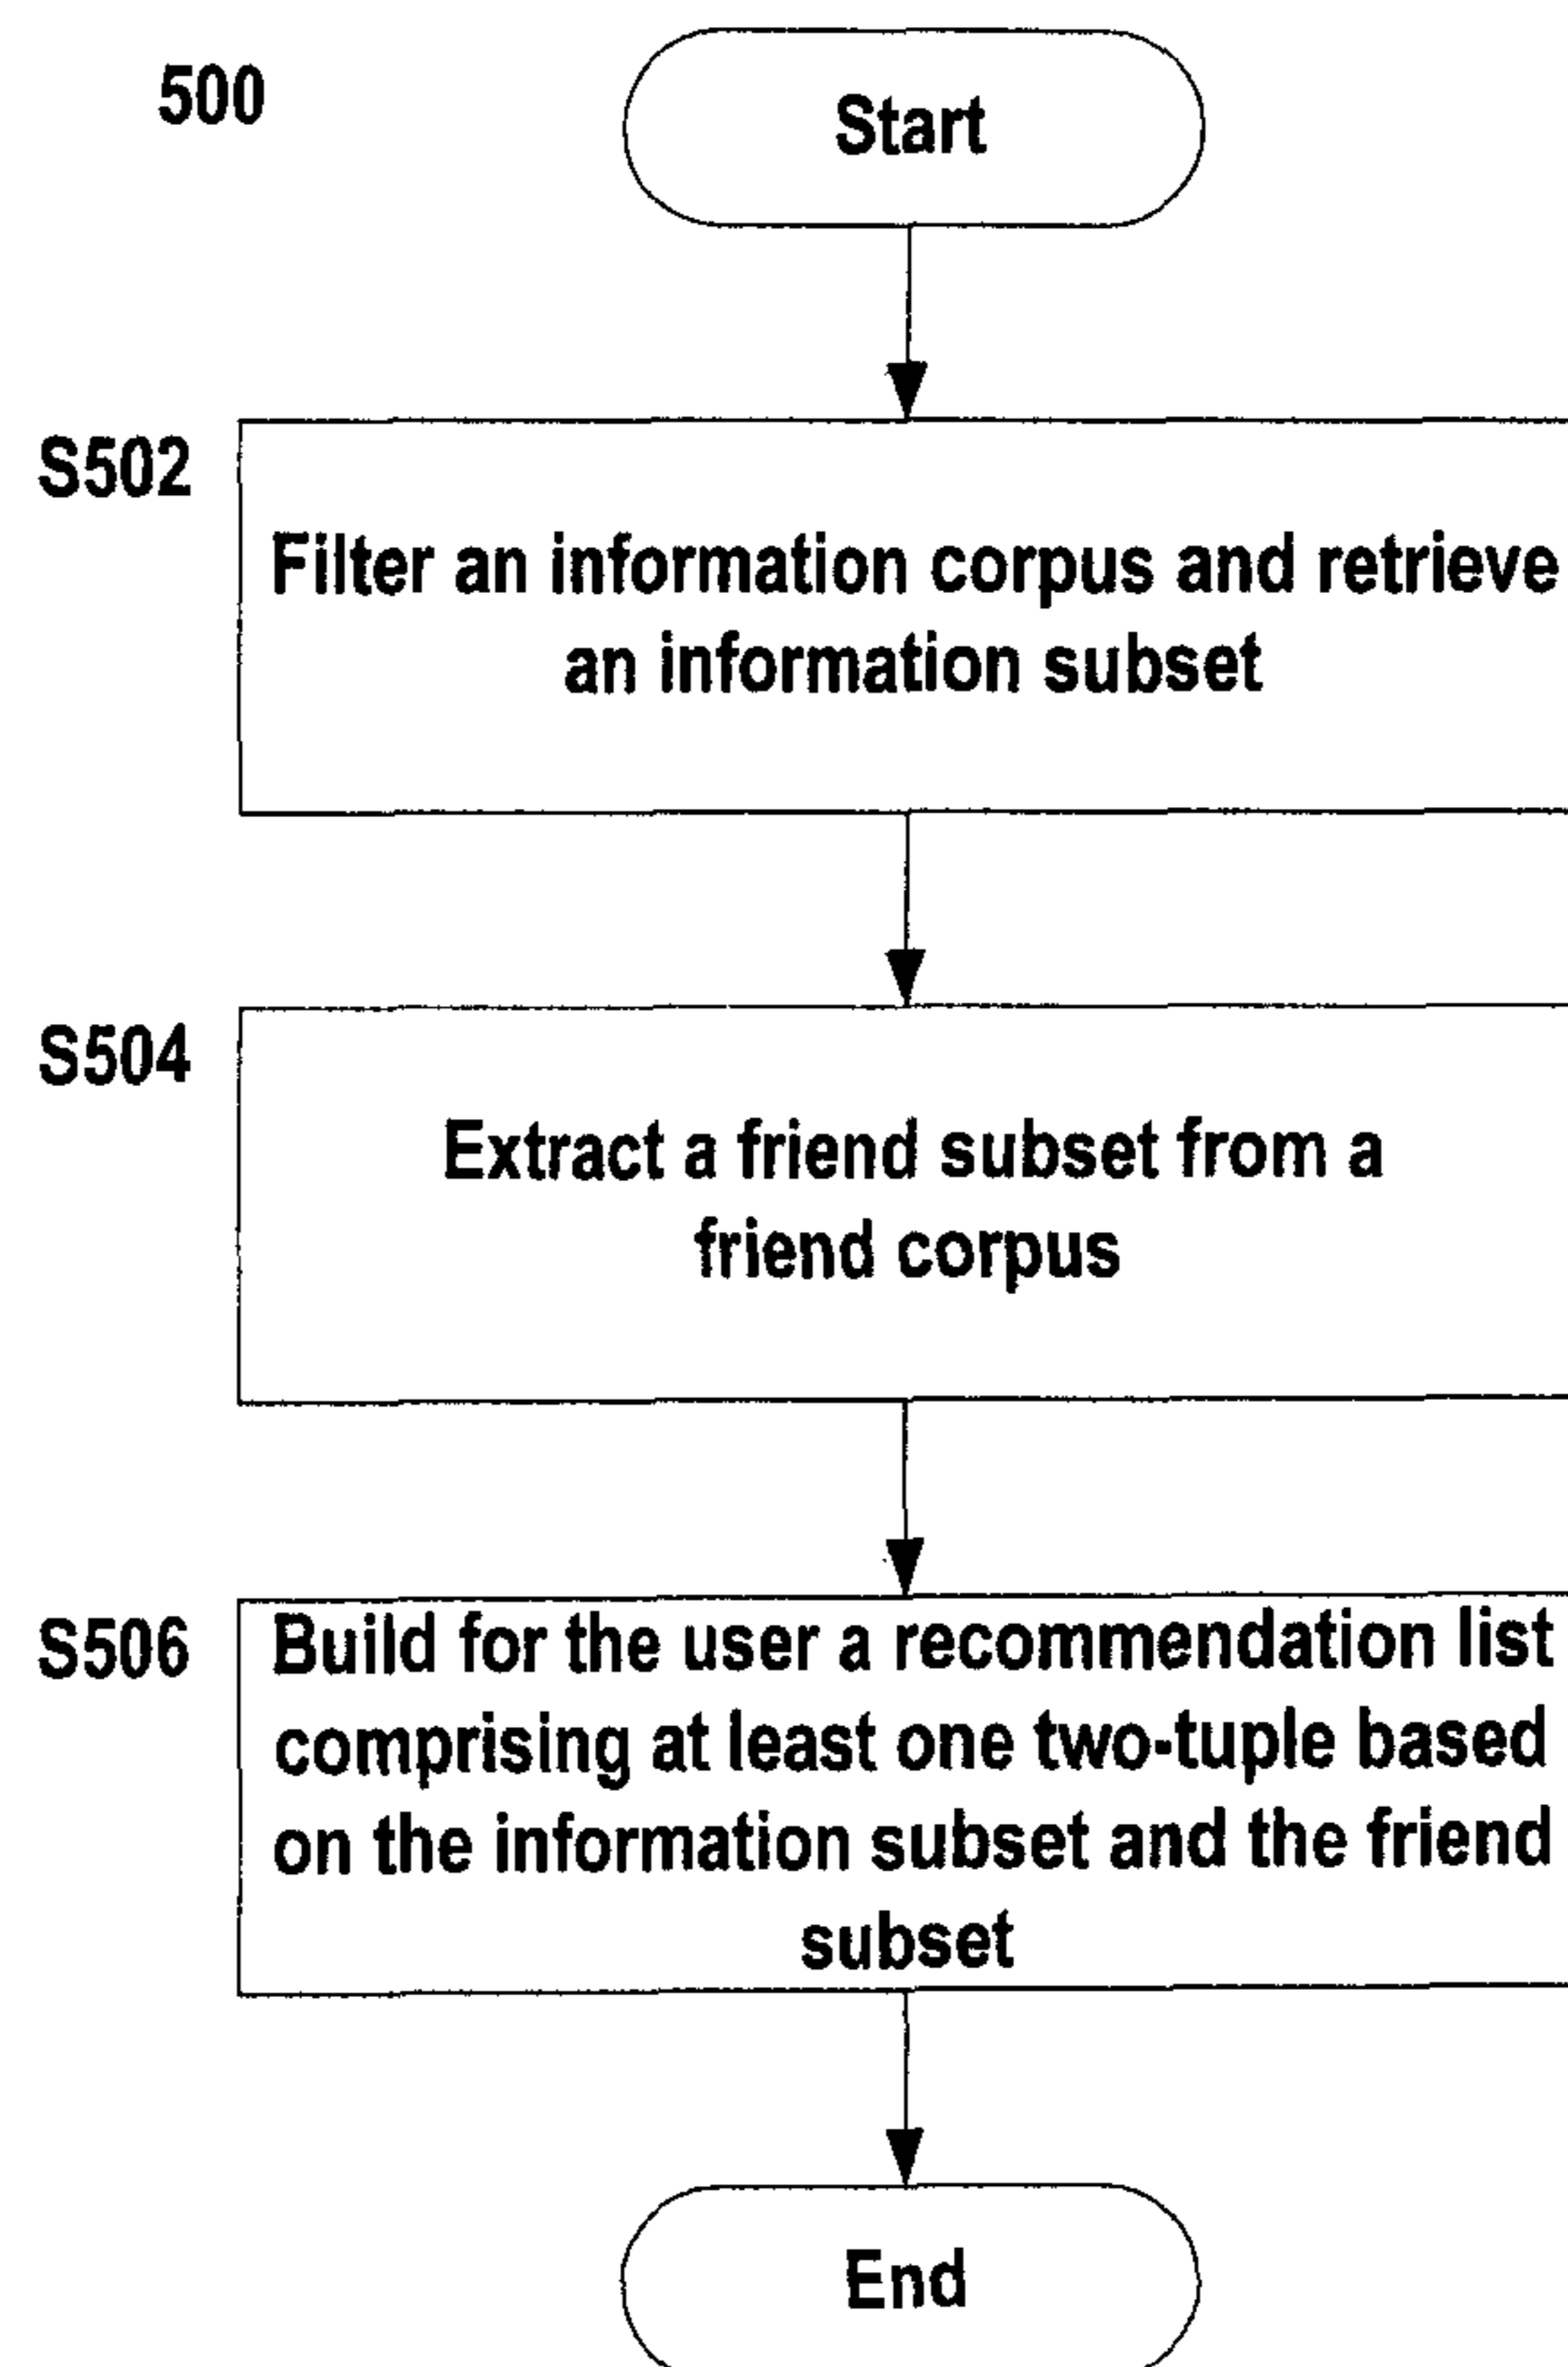 500
Start
S502
Filter an information corpus and retrieve
an information subset
S504
Extract a friend subset from a
friend corpus
S506
Build for the user a recommendation list
comprising at least one two-tuple based
on the information subset and the friend
subset
End